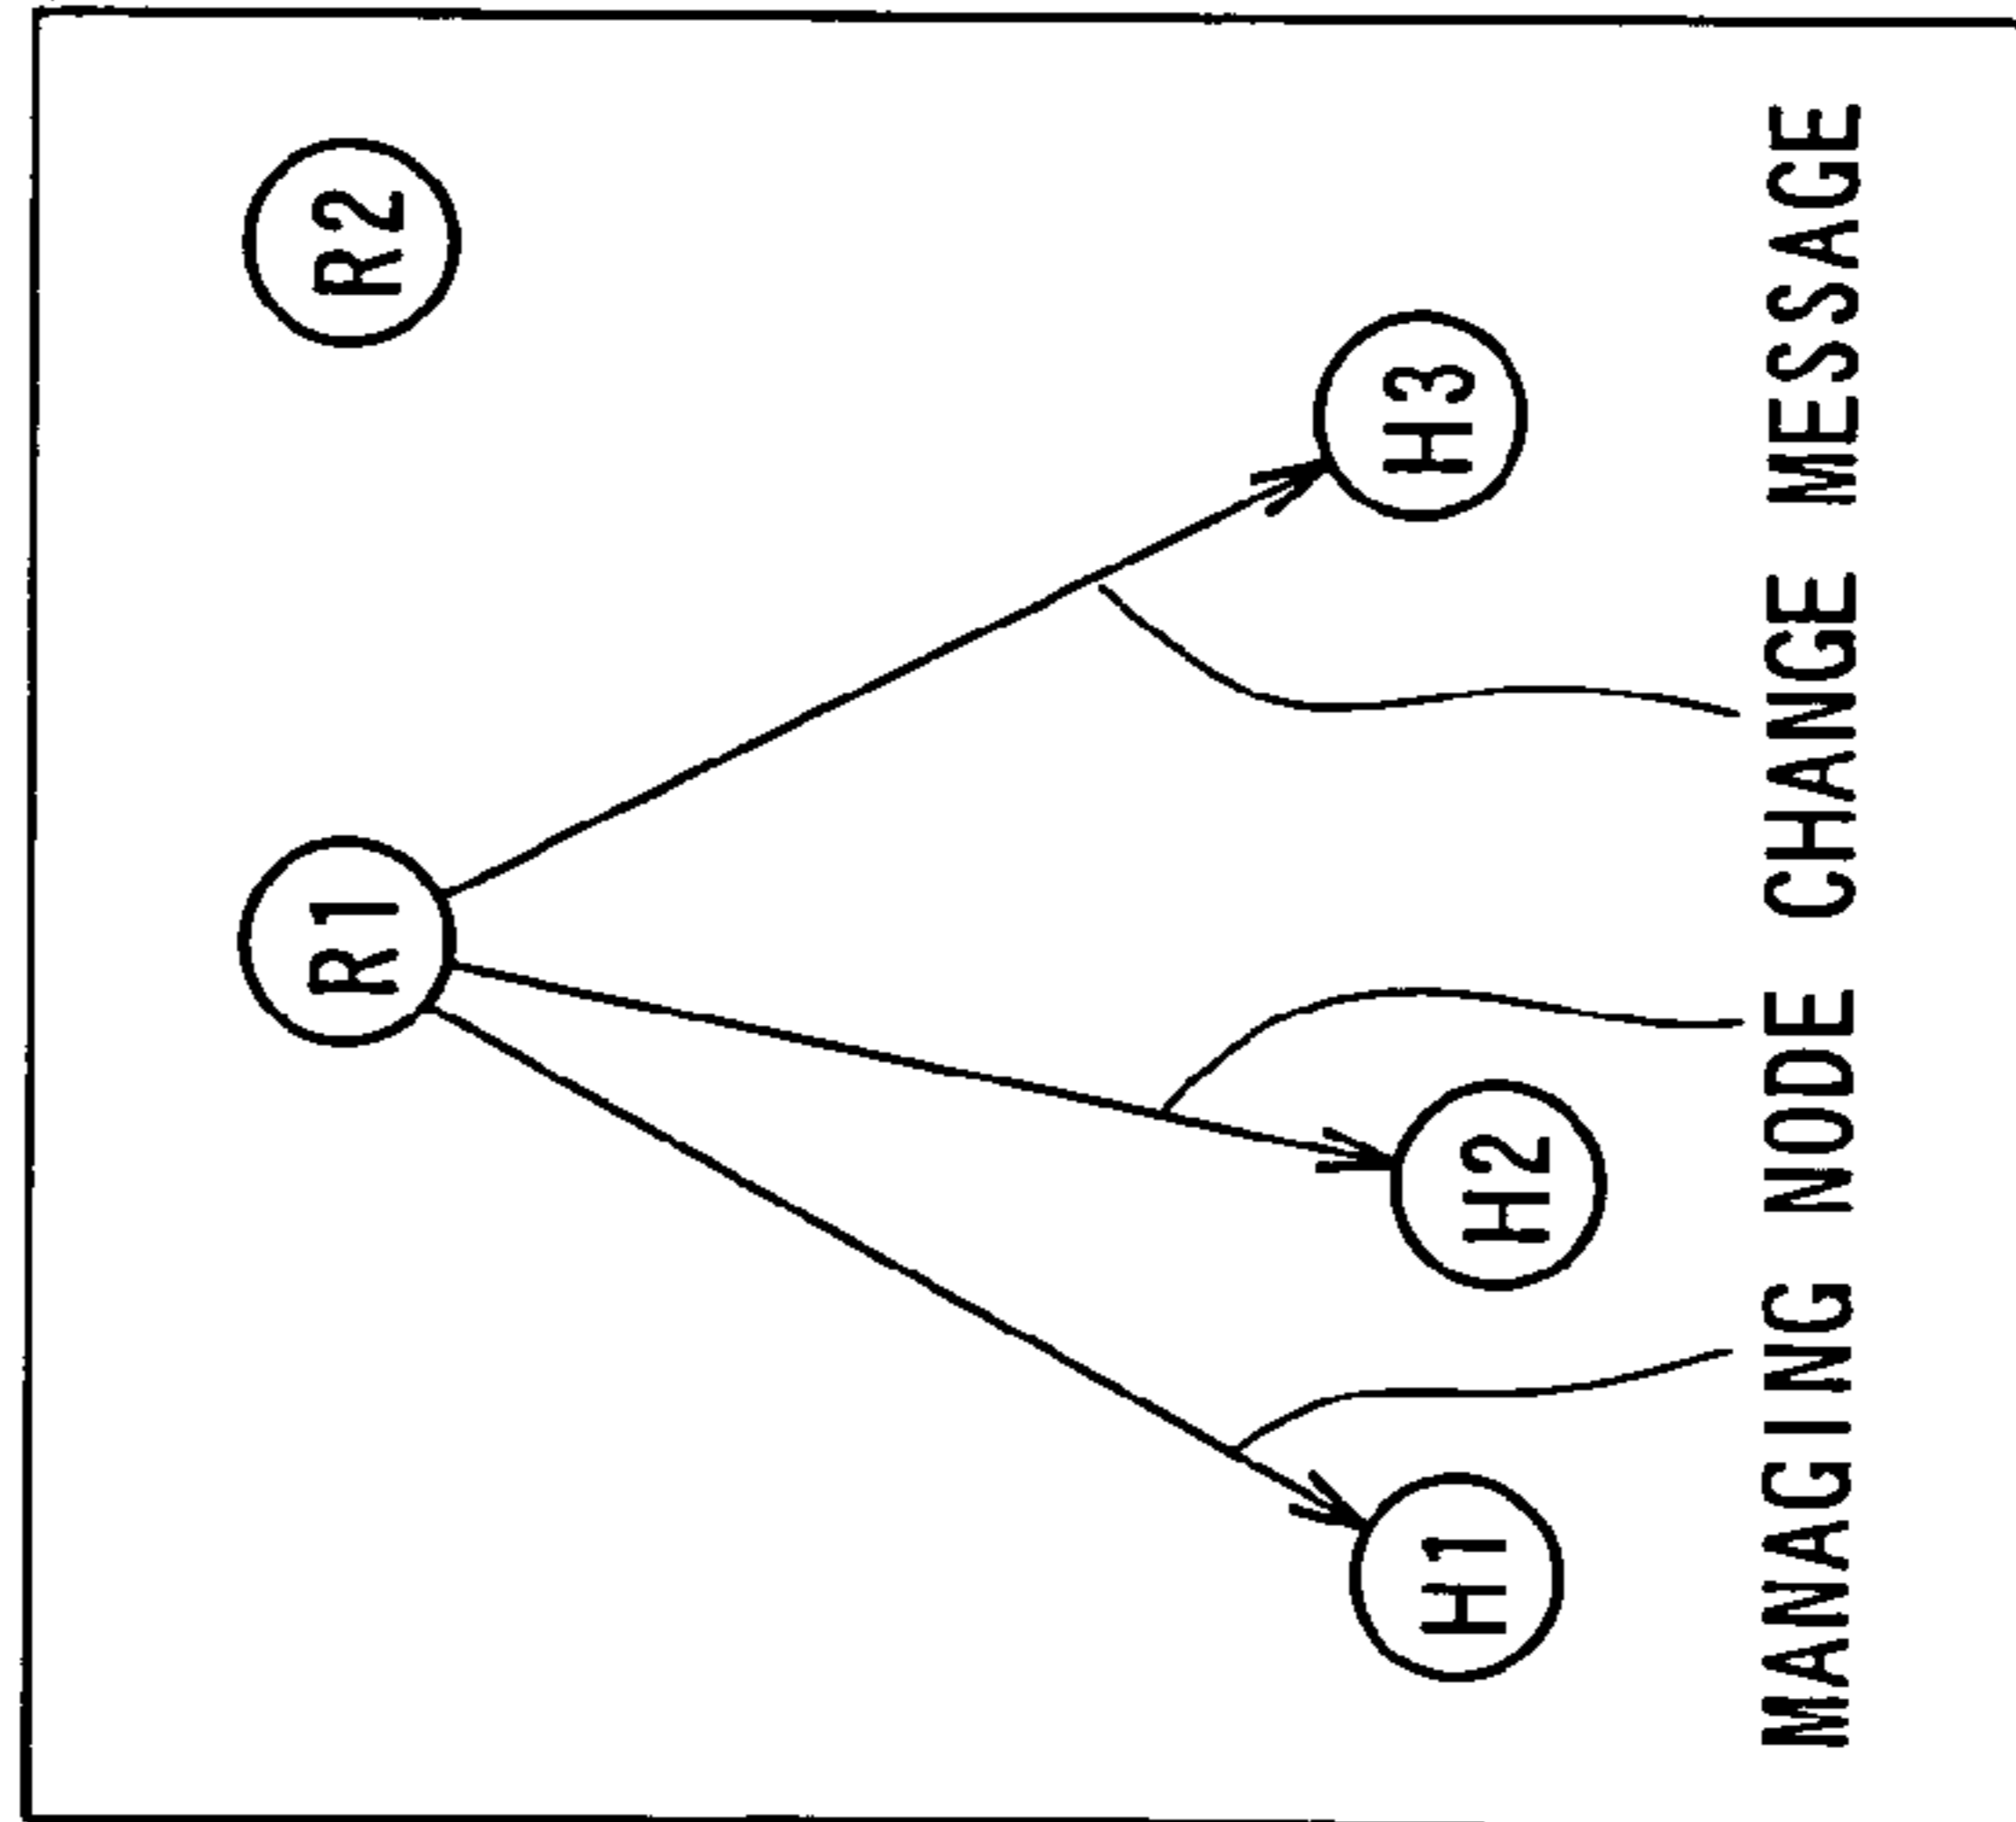 R1
R2
H1
H2
H3
MANAGING NODE CHANGE MESSAGE